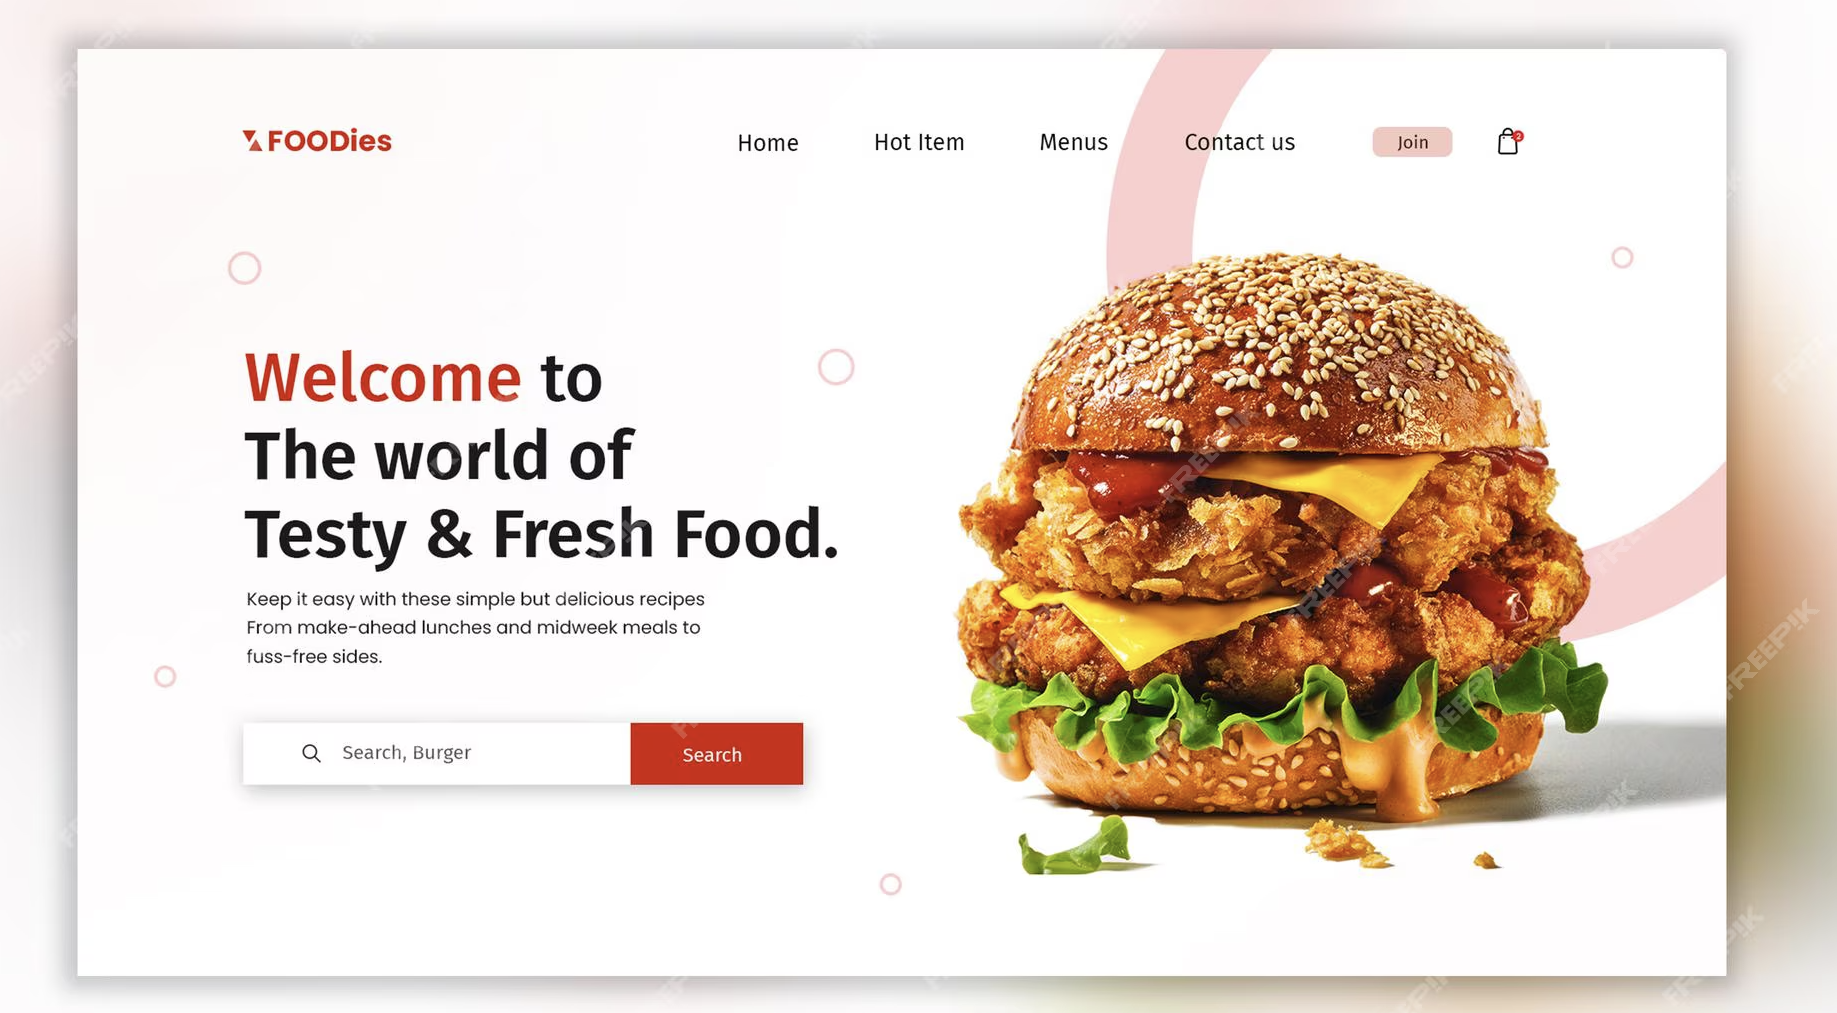 FOODies
Home Hot Item Menus Contact us Join 2
Welcome to
The world of
Testy & Fresh Food.
Keep it easy with these simple but delicious recipes
From make-ahead lunches and midweek meals to
fuss-free sides.
Search, Burger Search
FREEPIK